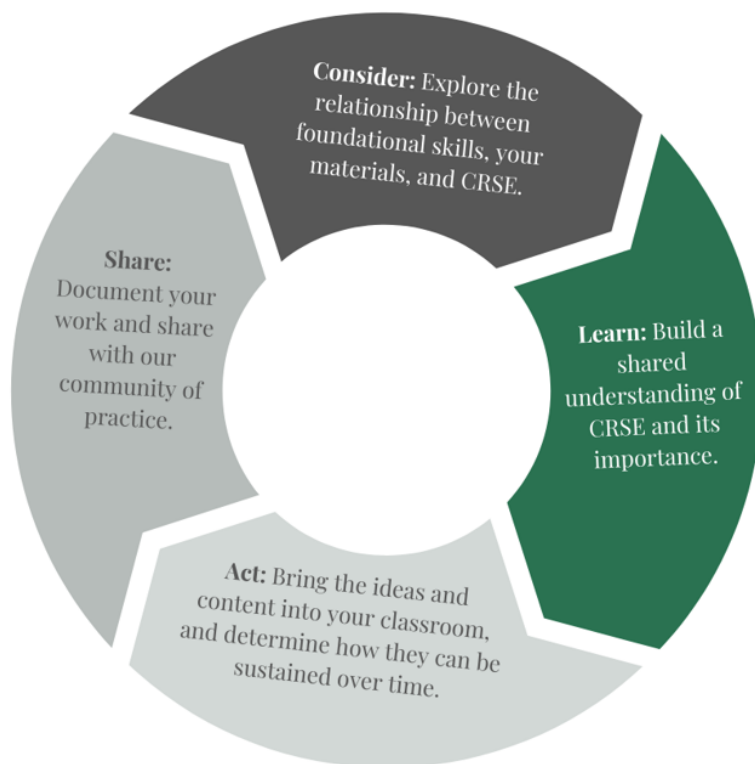 Consider: Explore the
relationship between
foundational skills, your
materials, and CRSE.
Learn: Build a
shared
understanding of
CRSE and its
importance.
Act: Bring the ideas and
content into your classroom,
and determine how they can be
sustained over time.
Share:
Document your
work and share
with our
community of
practice.